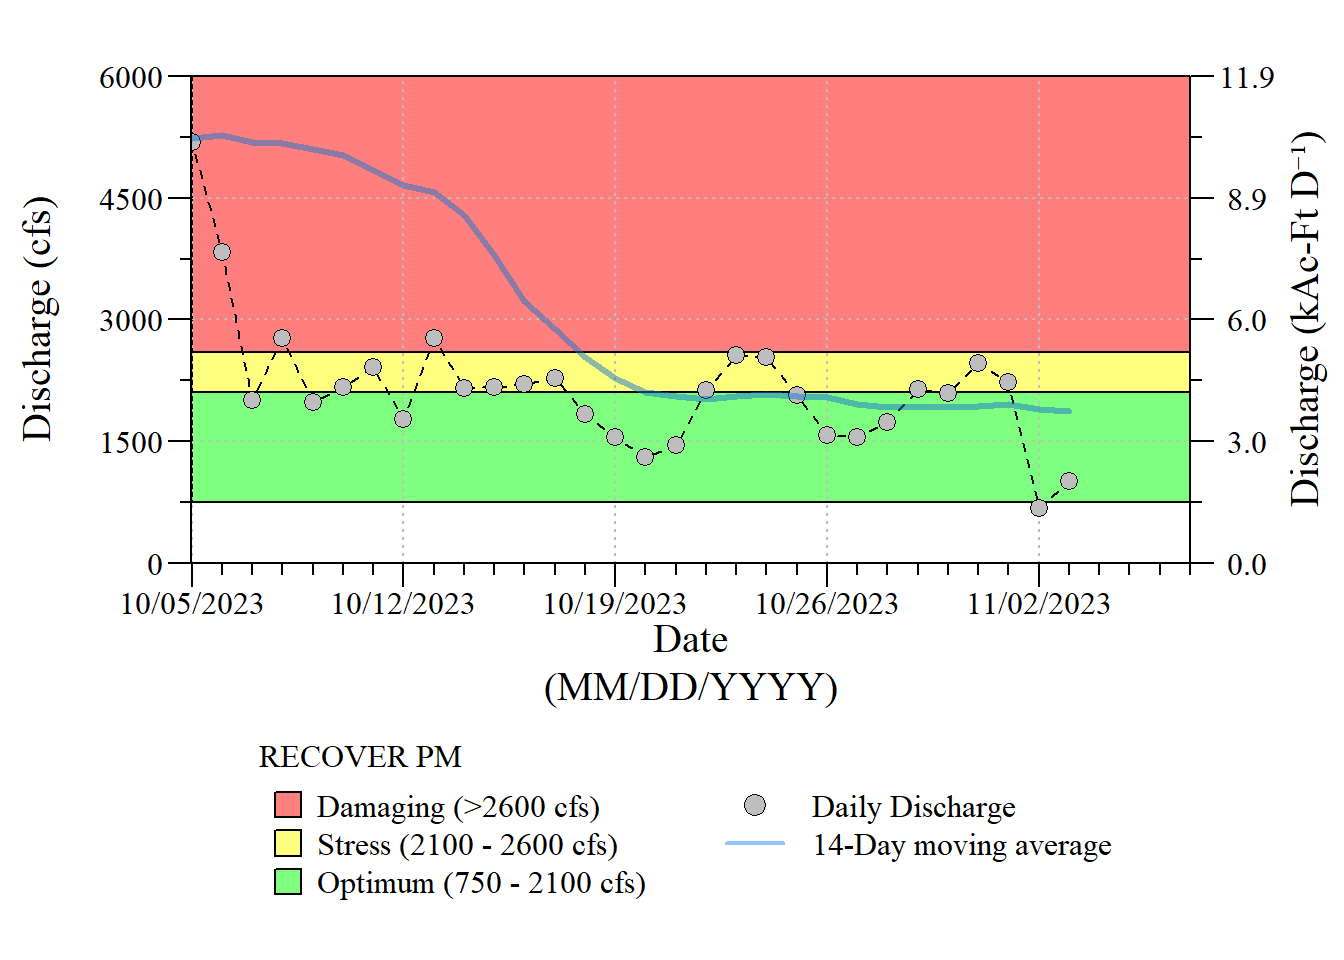 6000
4500
3000
1500
0
Discharge (cfs)
11.9
8.9
6.0
3.0
0.0
Discharge (kAc-Ft D⁻¹)
10/05/2023
10/12/2023
10/19/2023
10/26/2023
11/02/2023
Date
(MM/DD/YYYY)
RECOVER PM
Damaging (>2600 cfs)
Stress (2100 - 2600 cfs)
Optimum (750 - 2100 cfs)
Daily Discharge
14-Day moving average